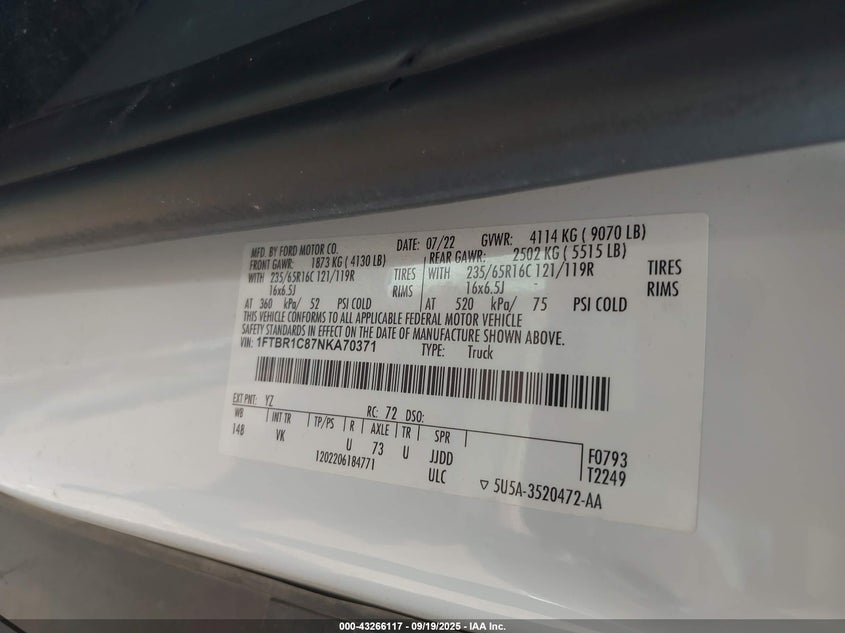 MFD. BY FORD MOTOR CO. DATE: 07/22 GVWR: 4114 KG ( 9070 LB)
FRONT GAWR: 1873 KG ( 4130 LB) REAR GAWR: 2502 KG ( 5515 LB)
WITH 235/65R16C 121/119R TIRES WITH 235/65R16C 121/119R TIRES
16x6.5J RIMS 16x6.5J RIMS
AT 360 kPa/ 52 PSI COLD AT 520 kPa/ 75 PSI COLD
THIS VEHICLE CONFORMS TO ALL APPLICABLE FEDERAL MOTOR VEHICLE
SAFETY STANDARDS IN EFFECT ON THE DATE OF MANUFACTURE SHOWN ABOVE.
VIN: 1FTBR1C87NKA70371 TYPE: Truck
EXT PNT: YZ RC: 72 DSO:
WB INT TR TP/PS R AXLE TR SPR
148 VK U 73 U JJDD F0793
1202206184771 ULC T2249
▽ 5U5A-3520472-AA
000-43266117 - 09/19/2025 - IAA Inc.